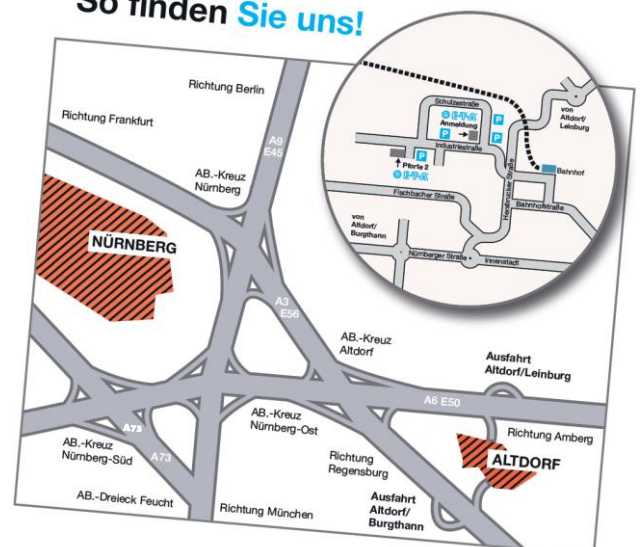 So finden Sie uns!
Richtung Berlin
Richtung Frankfurt
A9
E45
AB.-Kreuz
Nürnberg
NÜRNBERG
A3
E56
AB.-Kreuz
Altdorf
Ausfahrt
Altdorf/Leinburg
A6 E50
Richtung Amberg
ALTDORF
AB.-Kreuz
Nürnberg-Ost
Richtung
Regensburg
Ausfahrt
Altdorf/
Burgthann
A73
A73
AB.-Kreuz
Nürnberg-Süd
AB.-Dreieck Feucht
Richtung München
Schulzestraße
E-T-A
Anmeldung
P
P
P
P
Industriestraße
Pforte 2
E-T-A
von
Altdorf/
Leinburg
Bahnhof
Hersbrucker Straße
Bahnhofstraße
Fischbacher Straße
von
Altdorf/
Burgthann
Nürnberger Straße
Innenstadt